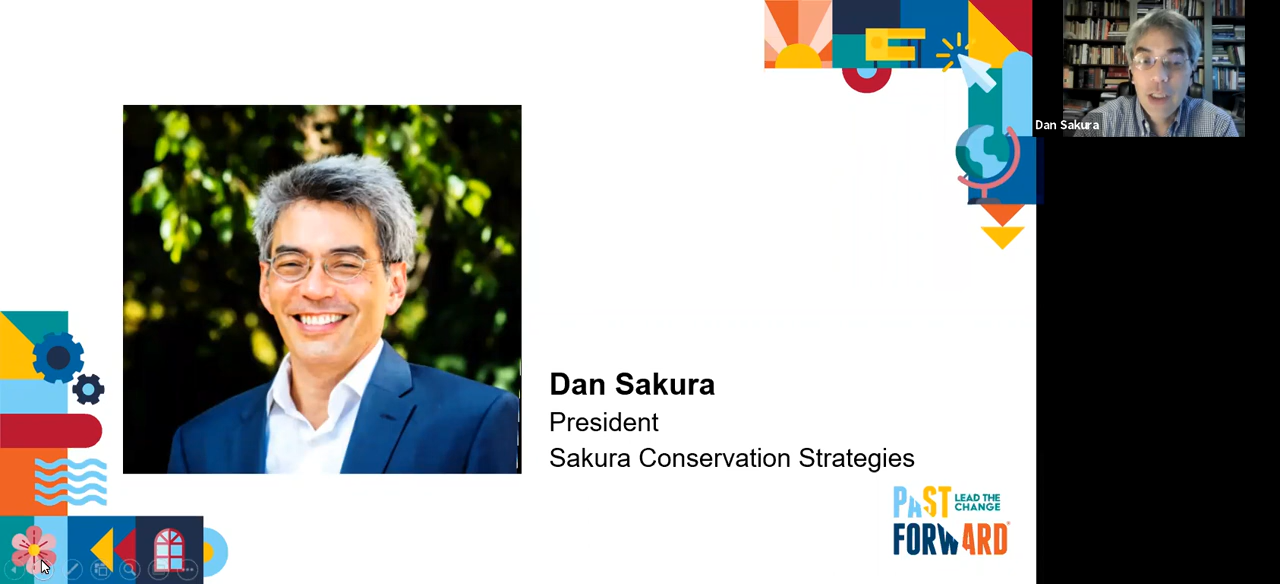 Dan Sakura
Dan Sakura
President
Sakura Conservation Strategies
PAST
LEAD THE
CHANGE
FORWARD®